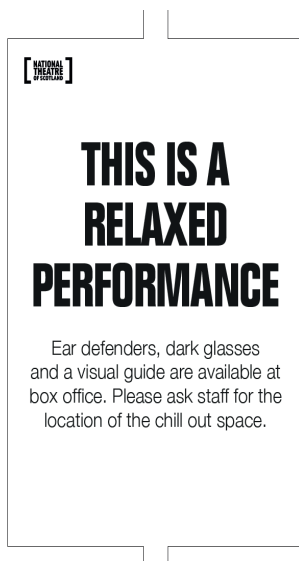 NATIONAL
THEATRE
OF SCOTLAND
THIS IS A
RELAXED
PERFORMANCE
Ear defenders, dark glasses
and a visual guide are available at
box office. Please ask staff for the
location of the chill out space.